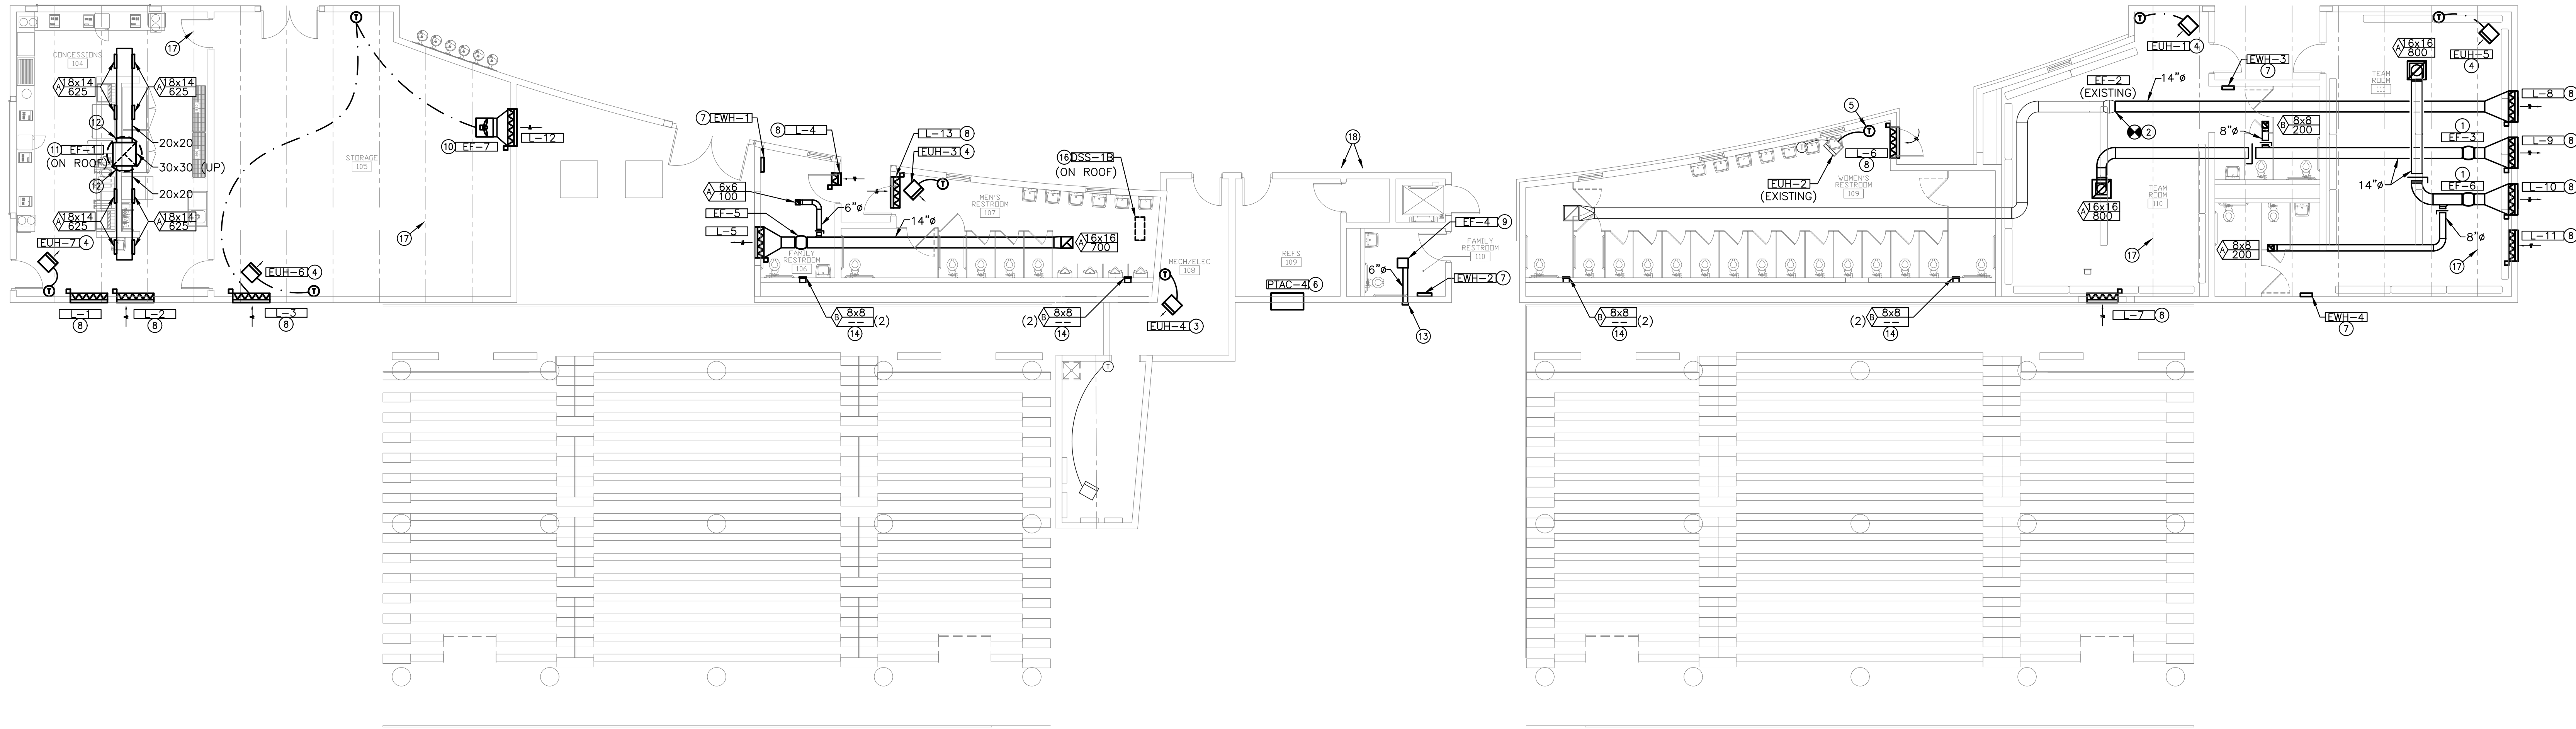 CONCESSIONS
104
17
A 18x14
625
A 18x14
625
12
20x20
11 EF-1
(ON ROOF)
30x30 (UP)
12
20x20
A 18x14
625
A 18x14
625
EUH-7 4
T
L-1
8
L-2
8
L-3
8
EUH-6 4
T
T
STORAGE
105
17
10 EF-7
L-12
7 EWH-1
8 L-4
L-13 8
EUH-3 4
T
A 6x6
100
EF-5
L-5
6"ø
14"ø
MEN'S
RESTROOM
107
FAMILY
RESTROOM
106
A 16x16
700
16 DSS-1B
(ON ROOF)
MECH/ELEC
108
T
EUH-4 3
B 8x8
--
(2)
14
(2)
B 8x8
--
14
T
REFS
109
PTAC-4 6
18
EF-4 9
FAMILY
RESTROOM
110
6"ø
EWH-2 7
13
5
T
T
EUH-2
(EXISTING)
L-6
8
WOMEN'S
RESTROOM
109
B 8x8
--
(2)
14
(2)
B 8x8
--
14
T
EUH-1 4
EF-2
(EXISTING)
14"ø
2
EWH-3
7
8"ø
B 8x8
200
A 16x16
800
TEAM
ROOM
110
17
L-7 8
A 16x16
800
T
EUH-5
4
TEAM
ROOM
111
1
EF-3
1
EF-6
14"ø
8"ø
A 8x8
200
17
EWH-4
7
L-8 8
L-9 8
L-10 8
L-11 8